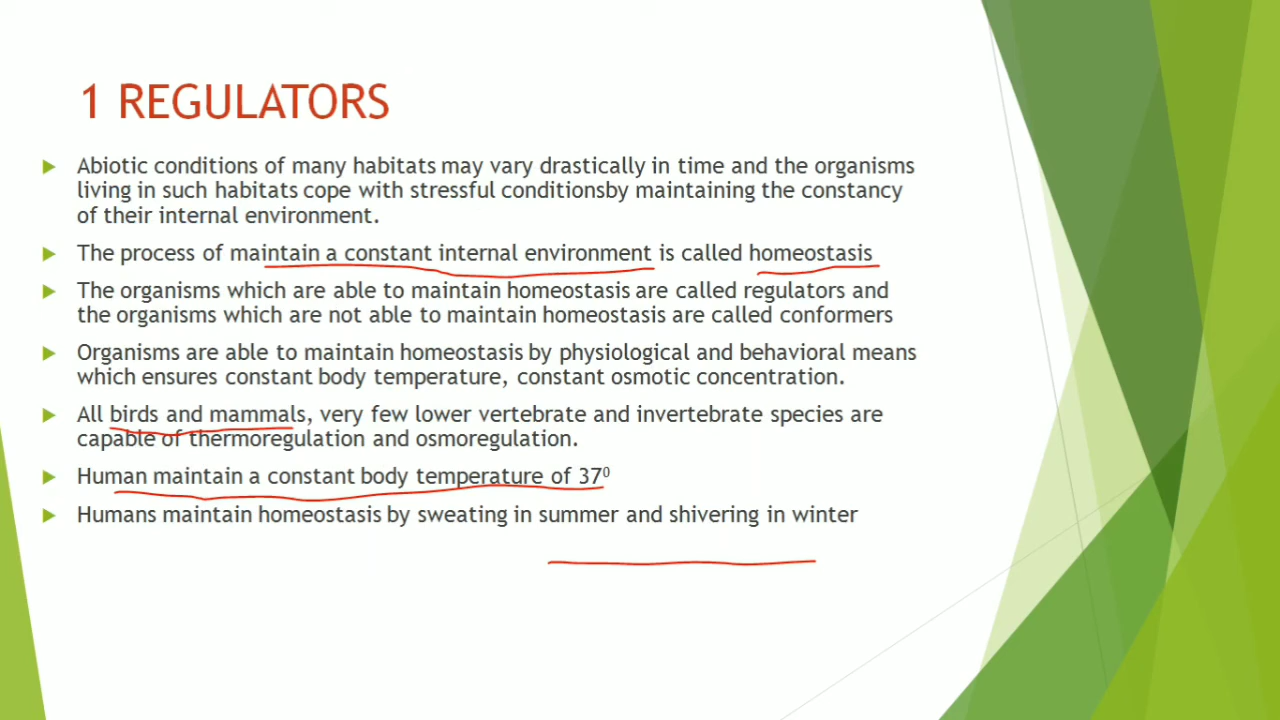 1 REGULATORS
Abiotic conditions of many habitats may vary drastically in time and the organisms
living in such habitats cope with stressful conditionsby maintaining the constancy
of their internal environment.
The process of maintain a constant internal environment is called homeostasis
The organisms which are able to maintain homeostasis are called regulators and
the organisms which are not able to maintain homeostasis are called conformers
Organisms are able to maintain homeostasis by physiological and behavioral means
which ensures constant body temperature, constant osmotic concentration.
All birds and mammals, very few lower vertebrate and invertebrate species are
capable of thermoregulation and osmoregulation.
Human maintain a constant body temperature of 37⁰
Humans maintain homeostasis by sweating in summer and shivering in winter